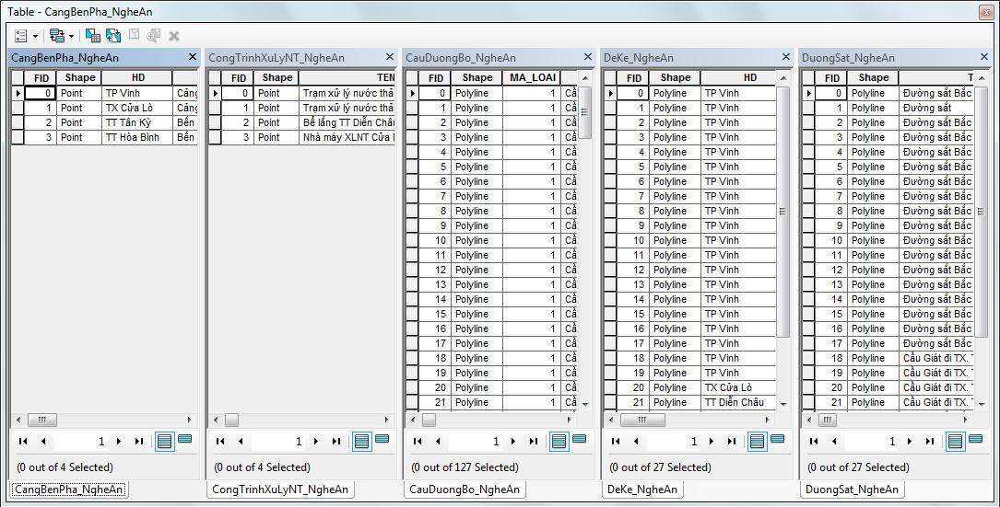 Table - CangBenPha_NgheAn
CangBenPha_NgheAn
FID Shape HD
0 Point TP Vinh Cảng
1 Point TX Cửa Lò Cảng
2 Point TT Tân Kỳ Bến
3 Point TT Hòa Bình Bến
1
(0 out of 4 Selected)
CangBenPha_NgheAn
CongTrinhXuLyNT_NgheAn
FID Shape TEN
0 Point Trạm xử lý nước thả
1 Point Trạm xử lý nước thả
2 Point Bể lắng TT Diễn Châu
3 Point Nhà máy XLNT Cửa L
1
(0 out of 4 Selected)
CongTrinhXuLyNT_NgheAn
CauDuongBo_NgheAn
FID Shape MA_LOAI
0 Polyline 1 Cầ
1 Polyline 1 Cầ
2 Polyline 1 Cầ
3 Polyline 1 Cầ
4 Polyline 1 Cầ
5 Polyline 1 Cầ
6 Polyline 1 Cầ
7 Polyline 1 Cầ
8 Polyline 1 Cầ
9 Polyline 1 Cầ
10 Polyline 1 Cầ
11 Polyline 1 Cầ
12 Polyline 1 Cầ
13 Polyline 1 Cầ
14 Polyline 1 Cầ
15 Polyline 1 Cầ
16 Polyline 1 Cầ
17 Polyline 1 Cầ
18 Polyline 1 Cầ
19 Polyline 1 Cầ
20 Polyline 1 Cầ
21 Polyline 1 Cầ
1
(0 out of 127 Selected)
CauDuongBo_NgheAn
DeKe_NgheAn
FID Shape HD
0 Polyline TP Vinh
1 Polyline TP Vinh
2 Polyline TP Vinh
3 Polyline TP Vinh
4 Polyline TP Vinh
5 Polyline TP Vinh
6 Polyline TP Vinh
7 Polyline TP Vinh
8 Polyline TP Vinh
9 Polyline TP Vinh
10 Polyline TP Vinh
11 Polyline TP Vinh
12 Polyline TP Vinh
13 Polyline TP Vinh
14 Polyline TP Vinh
15 Polyline TP Vinh
16 Polyline TP Vinh
17 Polyline TP Vinh
18 Polyline TP Vinh
19 Polyline TP Vinh
20 Polyline TX Cửa Lò
21 Polyline TT Diễn Châu
1
(0 out of 27 Selected)
DeKe_NgheAn
DuongSat_NgheAn
FID Shape T
0 Polyline Đường sắt Bắc
1 Polyline Đường sắt
2 Polyline Đường sắt Bắc
3 Polyline Đường sắt Bắc
4 Polyline Đường sắt Bắc
5 Polyline Đường sắt Bắc
6 Polyline Đường sắt Bắc
7 Polyline Đường sắt Bắc
8 Polyline Đường sắt Bắc
9 Polyline Đường sắt Bắc
10 Polyline Đường sắt Bắc
11 Polyline Đường sắt Bắc
12 Polyline Đường sắt Bắc
13 Polyline Đường sắt Bắc
14 Polyline Đường sắt Bắc
15 Polyline Đường sắt Bắc
16 Polyline Đường sắt Bắc
17 Polyline Đường sắt Bắc
18 Polyline Cầu Giát đi TX. T
19 Polyline Cầu Giát đi TX. T
20 Polyline Cầu Giát đi TX. T
21 Polyline Cầu Giát đi TX. T
1
(0 out of 27 Selected)
DuongSat_NgheAn